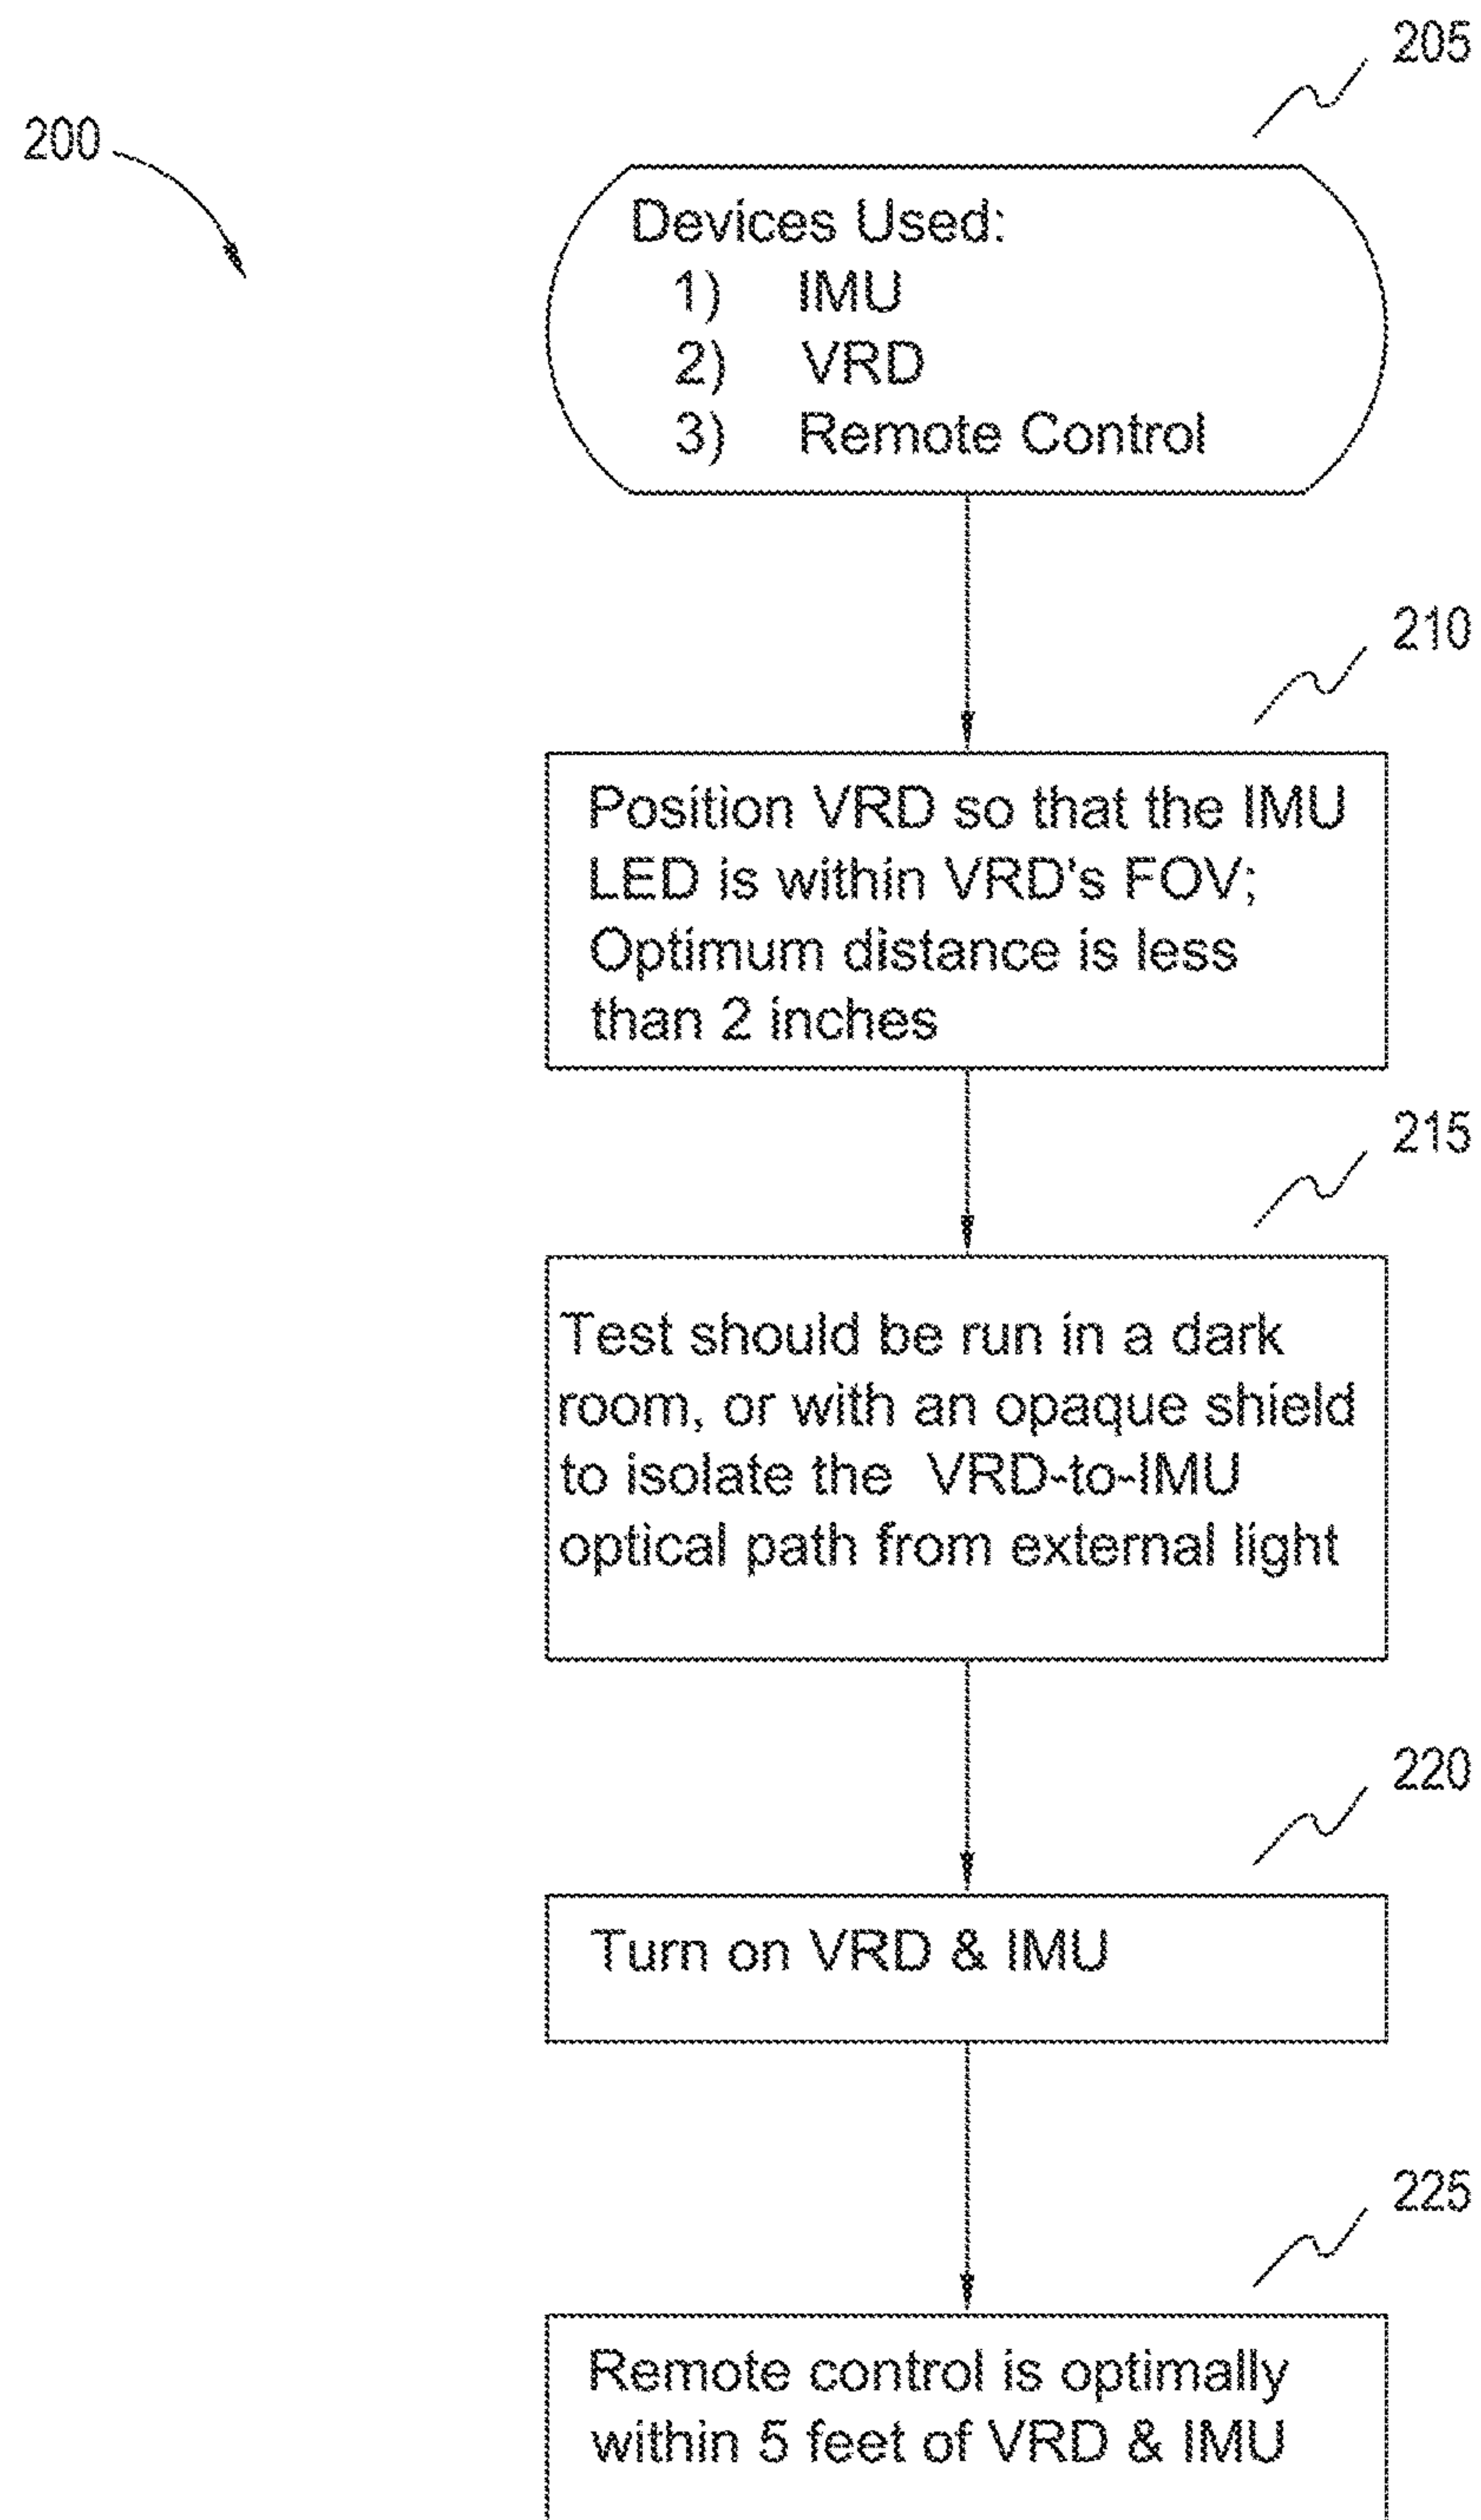 205
200
Devices Used:
1) IMU
2) VRD
3) Remote Control
210
Position VRD so that the IMU
LED is within VRD's FOV;
Optimum distance is less
than 2 inches
215
Test should be run in a dark
room, or with an opaque shield
to isolate the VRD-to-IMU
optical path from external light
220
Turn on VRD & IMU
225
Remote control is optimally
within 5 feet of VRD & IMU